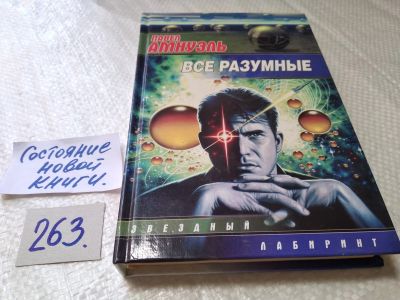 ПАВЕЛ
АМНУЭЛЬ
ВСЕ РАЗУМНЫЕ
Состояние
новой
книги.
263.
ЗВЕЗДНЫЙ
ЛАБИРИНТ